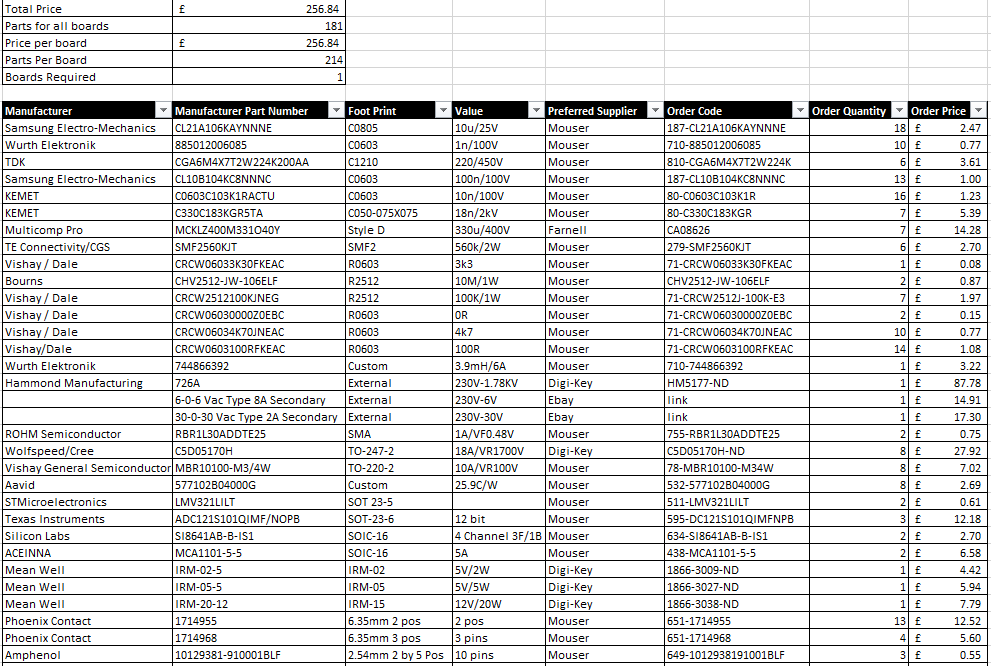 Total Price £ 256.84
Parts for all boards 181
Price per board £ 256.84
Parts Per Board 214
Boards Required 1
Manufacturer Manufacturer Part Number Foot Print Value Preferred Supplier Order Code Order Quantity Order Price
Samsung Electro-Mechanics CL21A106KAYNNNE C0805 10u/25V Mouser 187-CL21A106KAYNNNE 18 £ 2.47
Wurth Elektronik 885012006085 C0603 1n/100V Mouser 710-885012006085 10 £ 0.77
TDK CGA6M4X7T2W224K200AA C1210 220/450V Mouser 810-CGA6M4X7T2W224K 6 £ 3.61
Samsung Electro-Mechanics CL10B104KC8NNNC C0603 100n/100V Mouser 187-CL10B104KC8NNNC 13 £ 1.00
KEMET C0603C103K1RACTU C0603 10n/100V Mouser 80-C0603C103K1R 16 £ 1.23
KEMET C330C183KGR5TA C050-075X075 18n/2kV Mouser 80-C330C183KGR 7 £ 5.39
Multicomp Pro MCKLZ400M331O40Y Style D 330u/400V Farnell CA08626 7 £ 14.28
TE Connectivity/CGS SMF2560KJT SMF2 560k/2W Mouser 279-SMF2560KJT 6 £ 2.70
Vishay / Dale CRCW06033K30FKEAC R0603 3k3 Mouser 71-CRCW06033K30FKEAC 1 £ 0.08
Bourns CHV2512-JW-106ELF R2512 10M/1W Mouser CHV2512-JW-106ELF 2 £ 0.87
Vishay / Dale CRCW2512100KJNEG R2512 100K/1W Mouser 71-CRCW2512J-100K-E3 7 £ 1.97
Vishay / Dale CRCW06030000Z0EBC R0603 0R Mouser 71-CRCW06030000Z0EBC 2 £ 0.15
Vishay / Dale CRCW06034K70JNEAC R0603 4k7 Mouser 71-CRCW06034K70JNEAC 10 £ 0.77
Vishay/Dale CRCW0603100RFKEAC R0603 100R Mouser 71-CRCW0603100RFKEAC 14 £ 1.08
Wurth Elektronik 744866392 Custom 3.9mH/6A Mouser 710-744866392 1 £ 3.22
Hammond Manufacturing 726A External 230V-1.78KV Digi-Key HM5177-ND 1 £ 87.78
6-0-6 Vac Type 8A Secondary External 230V-6V Ebay link 1 £ 14.91
30-0-30 Vac Type 2A Secondary External 230V-30V Ebay link 1 £ 17.30
ROHM Semiconductor RBR1L30ADDTE25 SMA 1A/VF0.48V Mouser 755-RBR1L30ADDTE25 2 £ 0.75
Wolfspeed/Cree C5D05170H TO-247-2 18A/VR1700V Digi-Key C5D05170H-ND 8 £ 27.92
Vishay General Semiconductor MBR10100-M3/4W TO-220-2 10A/VR100V Mouser 78-MBR10100-M34W 8 £ 7.02
Aavid 577102B04000G Custom 25.9C/W Mouser 532-577102B04000G 8 £ 2.69
STMicroelectronics LMV321LILT SOT 23-5 Mouser 511-LMV321LILT 2 £ 0.61
Texas Instruments ADC121S101QIMF/NOPB SOT-23-6 12 bit Mouser 595-DC121S101QIMFNPB 3 £ 12.18
Silicon Labs SI8641AB-B-IS1 SOIC-16 4 Channel 3F/1B Mouser 634-SI8641AB-B-IS1 2 £ 2.70
ACEINNA MCA1101-5-5 SOIC-16 5A Mouser 438-MCA1101-5-5 2 £ 6.58
Mean Well IRM-02-5 IRM-02 5V/2W Digi-Key 1866-3009-ND 1 £ 4.42
Mean Well IRM-05-5 IRM-05 5V/5W Digi-Key 1866-3027-ND 1 £ 5.94
Mean Well IRM-20-12 IRM-15 12V/20W Digi-Key 1866-3038-ND 1 £ 7.79
Phoenix Contact 1714955 6.35mm 2 pos 2 pos Mouser 651-1714955 13 £ 12.52
Phoenix Contact 1714968 6.35mm 3 pos 3 pins Mouser 651-1714968 4 £ 5.60
Amphenol 10129381-910001BLF 2.54mm 2 by 5 Pos 10 pins Mouser 649-1012938191001BLF 3 £ 0.55